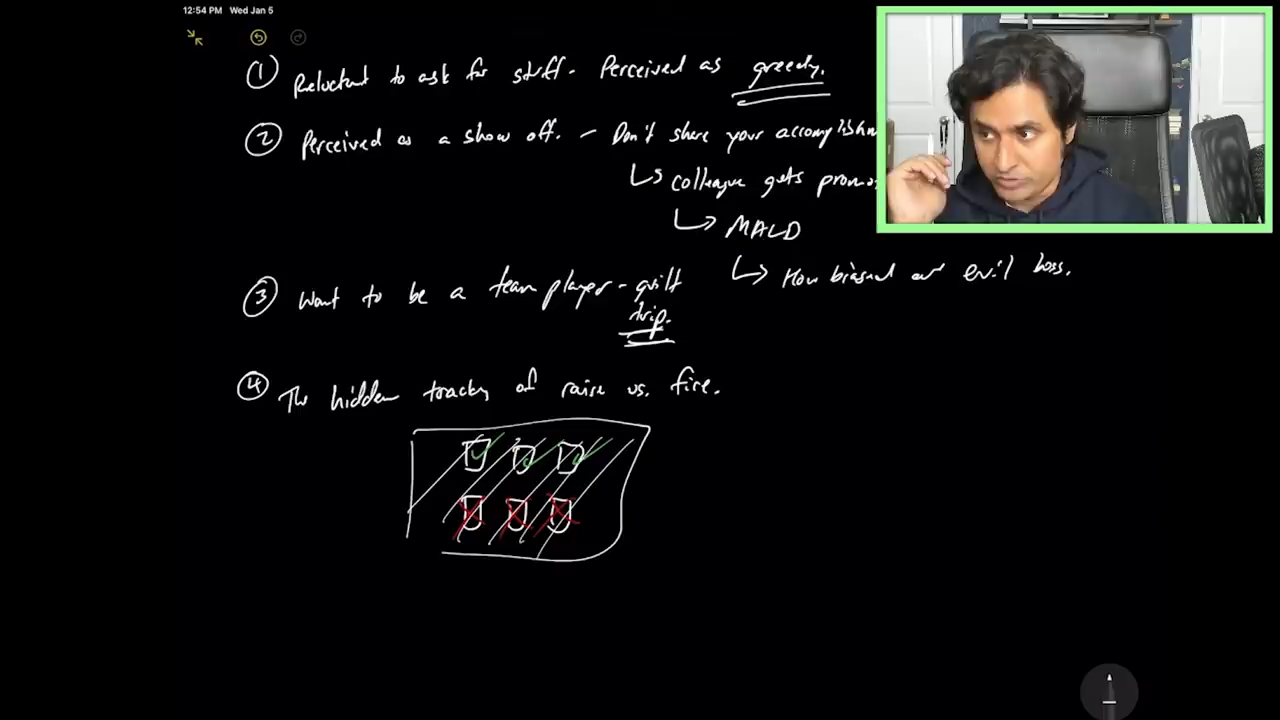 12:54 PM Wed Jan 5
① Reluctant to ask for stuff. Perceived as greedy.
② Perceived as a show off. – Don't share your accomplishm
↳ colleague gets promo
↳ MALD
↳ How biased our evil boss.
③ Want to be a team player – guilt
trip.
④ The hidden tracks of raise vs. fire.